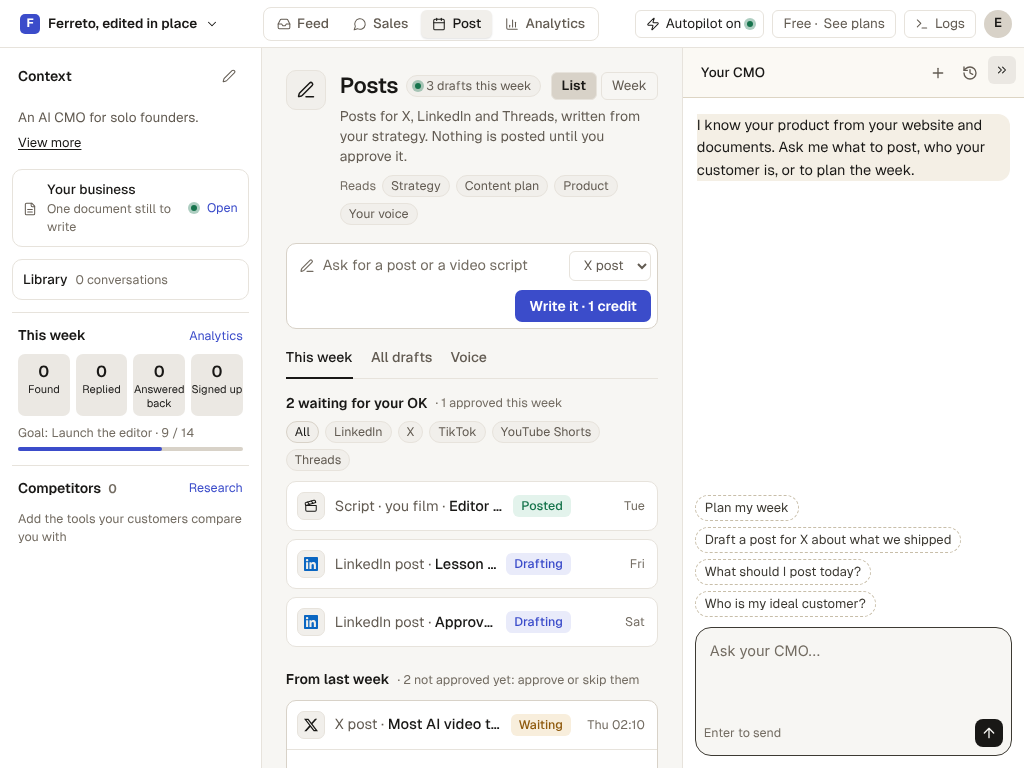 F Ferreto, edited in place
Feed
Sales
Post
Analytics
Autopilot on
Free · See plans
Logs
E
Context
An AI CMO for solo founders.
View more
Your business
One document still to write
Open
Library 0 conversations
This week
Analytics
0 Found
0 Replied
0 Answered back
0 Signed up
Goal: Launch the editor · 9 / 14
Competitors 0
Research
Add the tools your customers compare
you with
Posts
3 drafts this week
List
Week
Posts for X, LinkedIn and Threads, written from
your strategy. Nothing is posted until you
approve it.
Reads Strategy Content plan Product
Your voice
Ask for a post or a video script
X post
Write it · 1 credit
This week
All drafts
Voice
2 waiting for your OK · 1 approved this week
All LinkedIn X TikTok YouTube Shorts
Threads
Script · you film · Editor ... Posted Tue
LinkedIn post · Lesson ... Drafting Fri
LinkedIn post · Approv... Drafting Sat
From last week · 2 not approved yet: approve or skip them
X post · Most AI video t... Waiting Thu 02:10
Your CMO
I know your product from your website and
documents. Ask me what to post, who your
customer is, or to plan the week.
Plan my week
Draft a post for X about what we shipped
What should I post today?
Who is my ideal customer?
Ask your CMO...
Enter to send